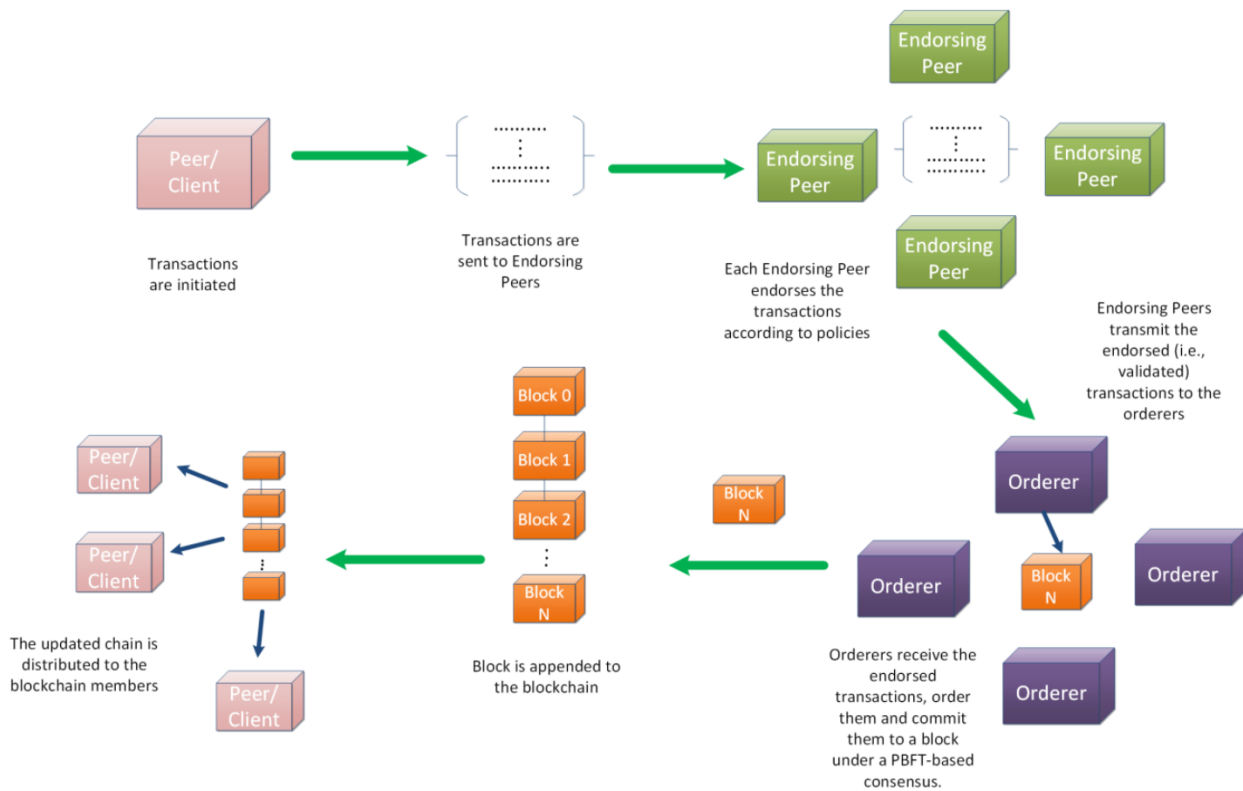 Peer/
Client
Transactions
are initiated
Transactions are
sent to Endorsing
Peers
Endorsing
Peer
Endorsing
Peer
Endorsing
Peer
Endorsing
Peer
Each Endorsing Peer
endorses the
transactions
according to policies
Endorsing Peers
transmit the
endorsed (i.e.,
validated)
transactions to the
orderers
Orderer
Orderer
Block
N
Orderer
Orderer
Orderers receive the
endorsed
transactions, order
them and commit
them to a block
under a PBFT-based
consensus.
Block
N
Block 0
Block 1
Block 2
Block
N
Block is appended to
the blockchain
Peer/
Client
Peer/
Client
Peer/
Client
The updated chain is
distributed to the
blockchain members